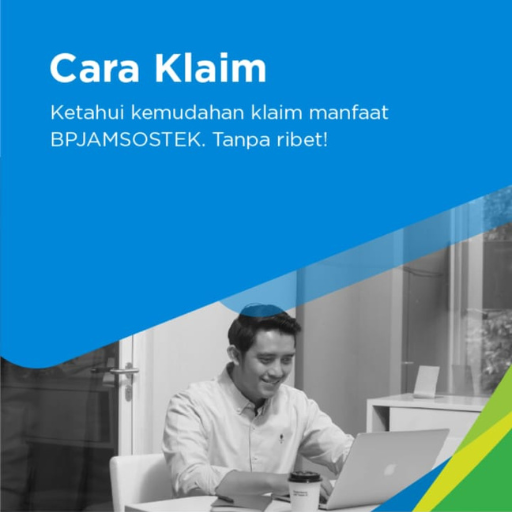 Cara Klaim
Ketahui kemudahan klaim manfaat
BPJAMSOSTEK. Tanpa ribet!